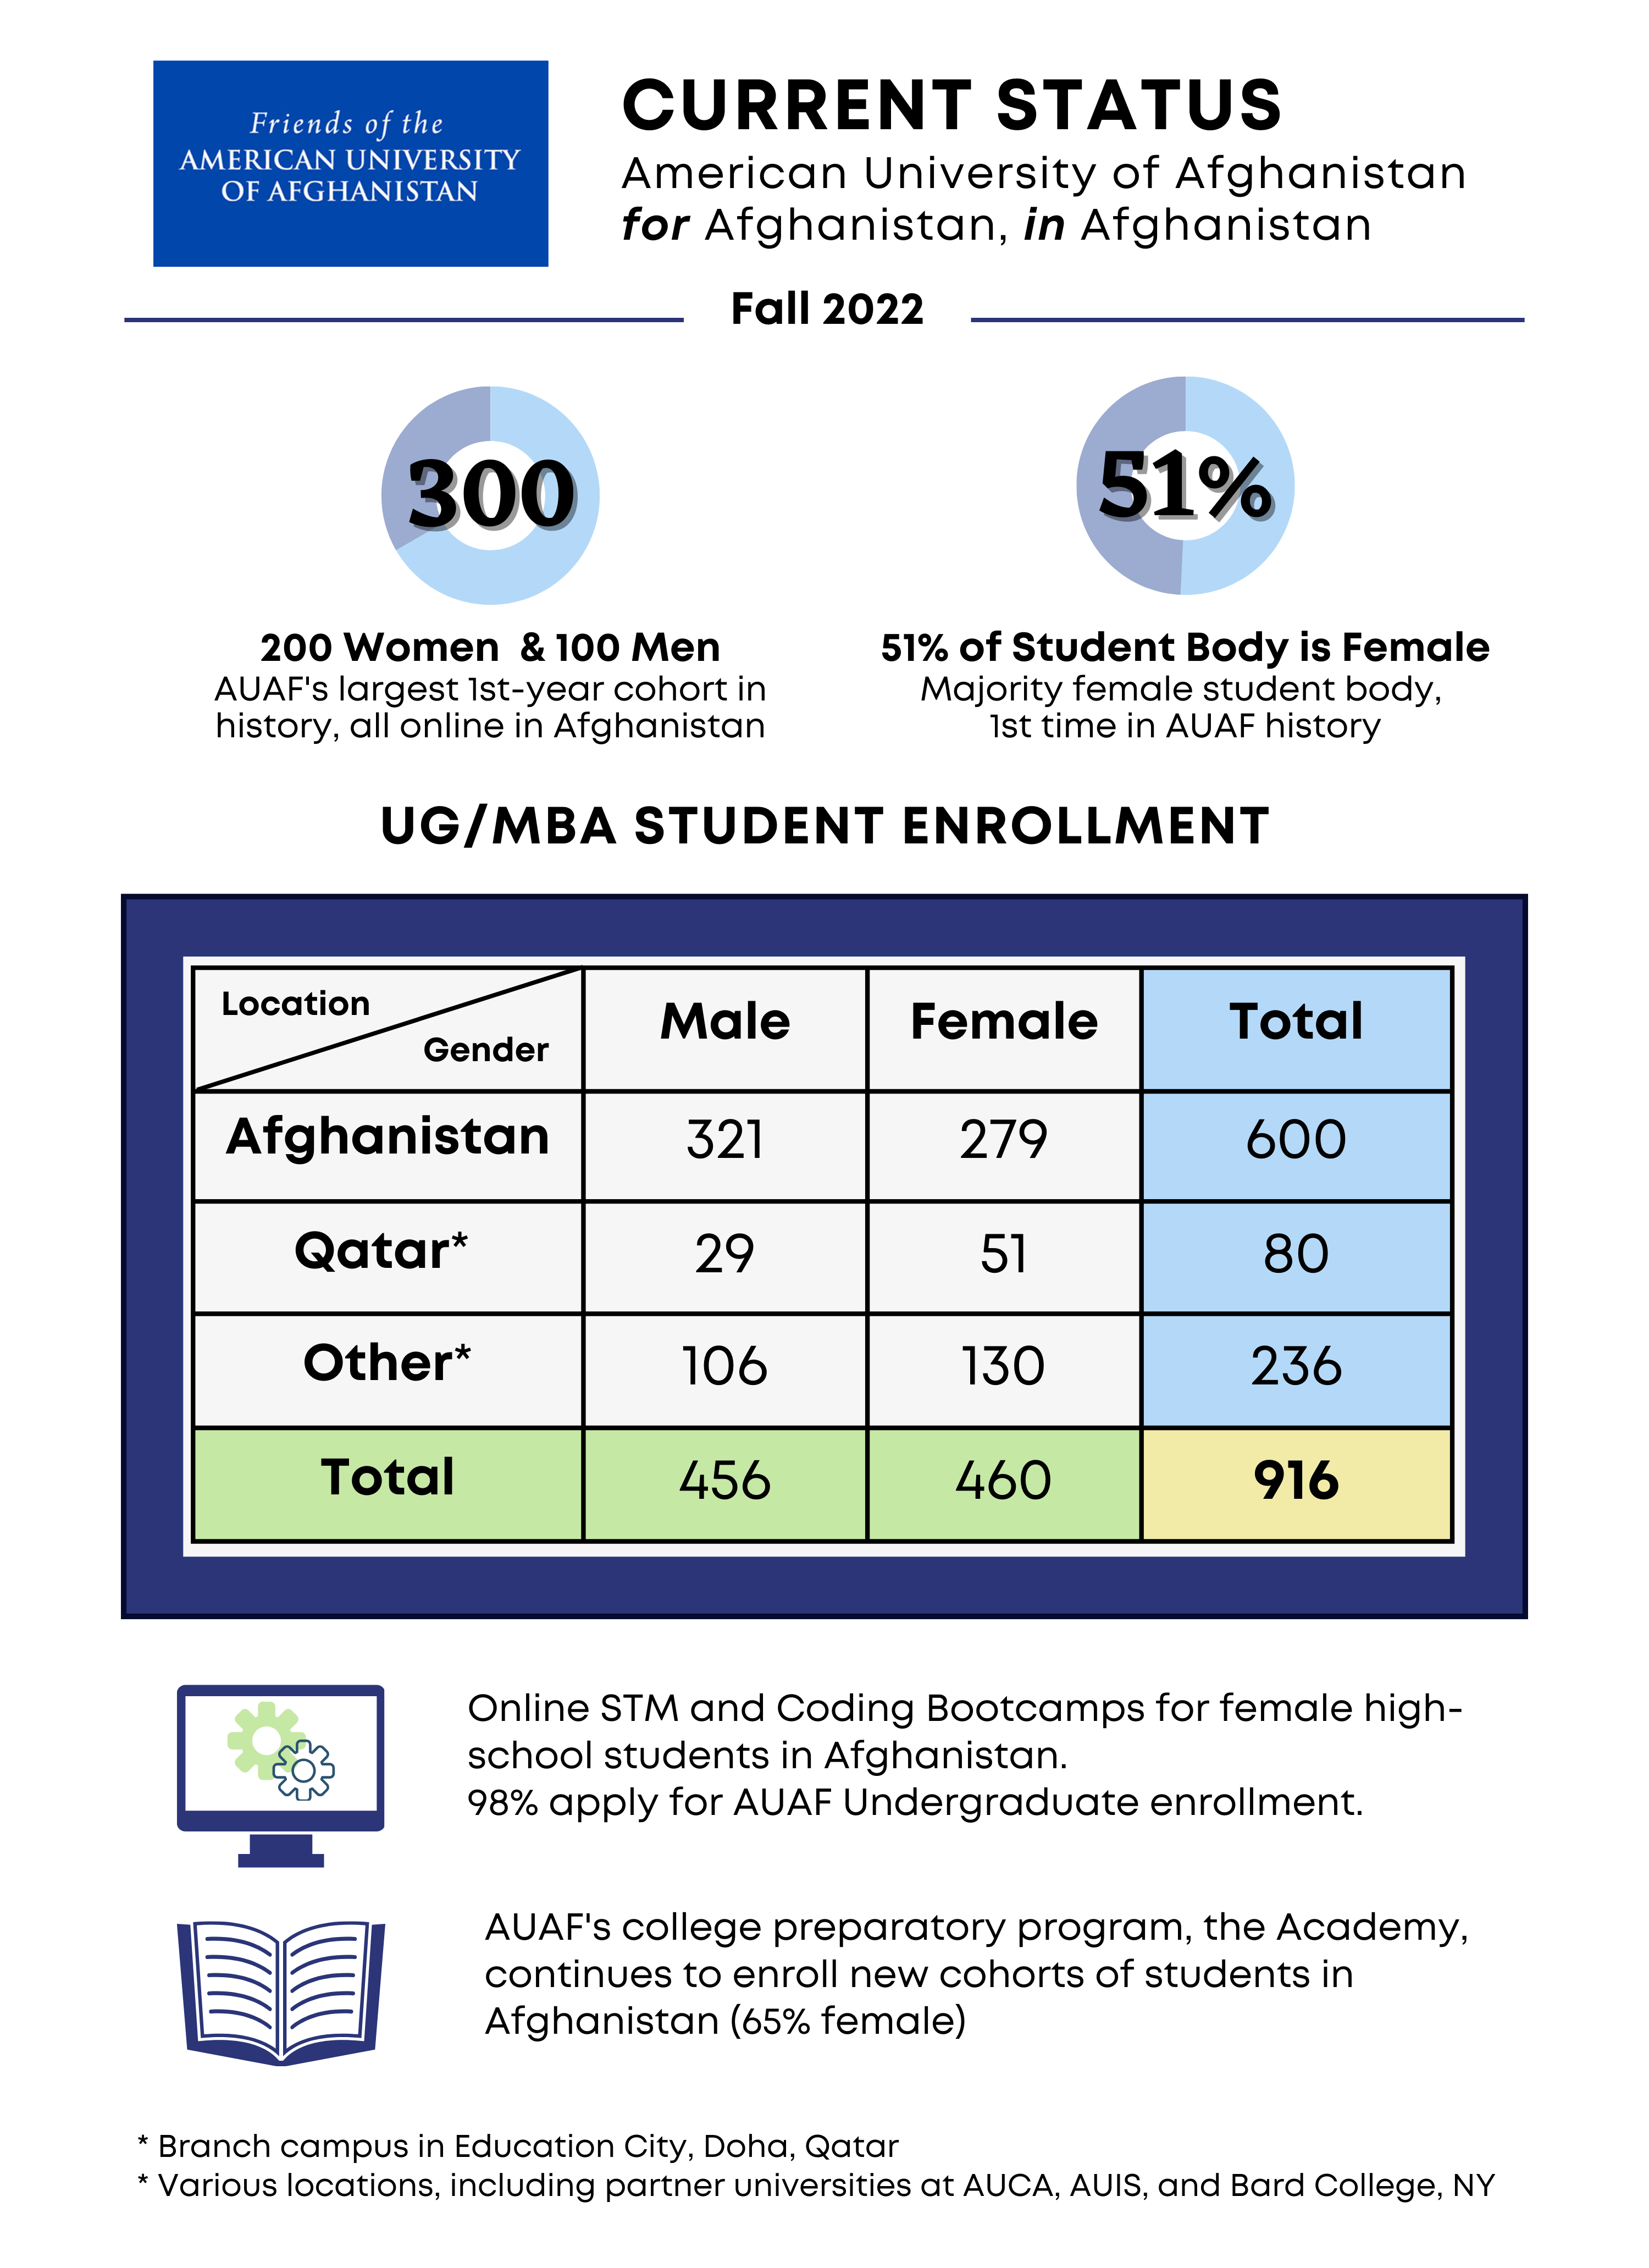 Friends of the
AMERICAN UNIVERSITY
OF AFGHANISTAN
CURRENT STATUS
American University of Afghanistan
for Afghanistan, in Afghanistan
Fall 2022
300
200 Women & 100 Men
AUAF's largest 1st-year cohort in
history, all online in Afghanistan
51%
51% of Student Body is Female
Majority female student body,
1st time in AUAF history
UG/MBA STUDENT ENROLLMENT
Location Gender Male Female Total
Afghanistan 321 279 600
Qatar* 29 51 80
Other* 106 130 236
Total 456 460 916
Online STM and Coding Bootcamps for female high-
school students in Afghanistan.
98% apply for AUAF Undergraduate enrollment.
AUAF's college preparatory program, the Academy,
continues to enroll new cohorts of students in
Afghanistan (65% female)
* Branch campus in Education City, Doha, Qatar
* Various locations, including partner universities at AUCA, AUIS, and Bard College, NY